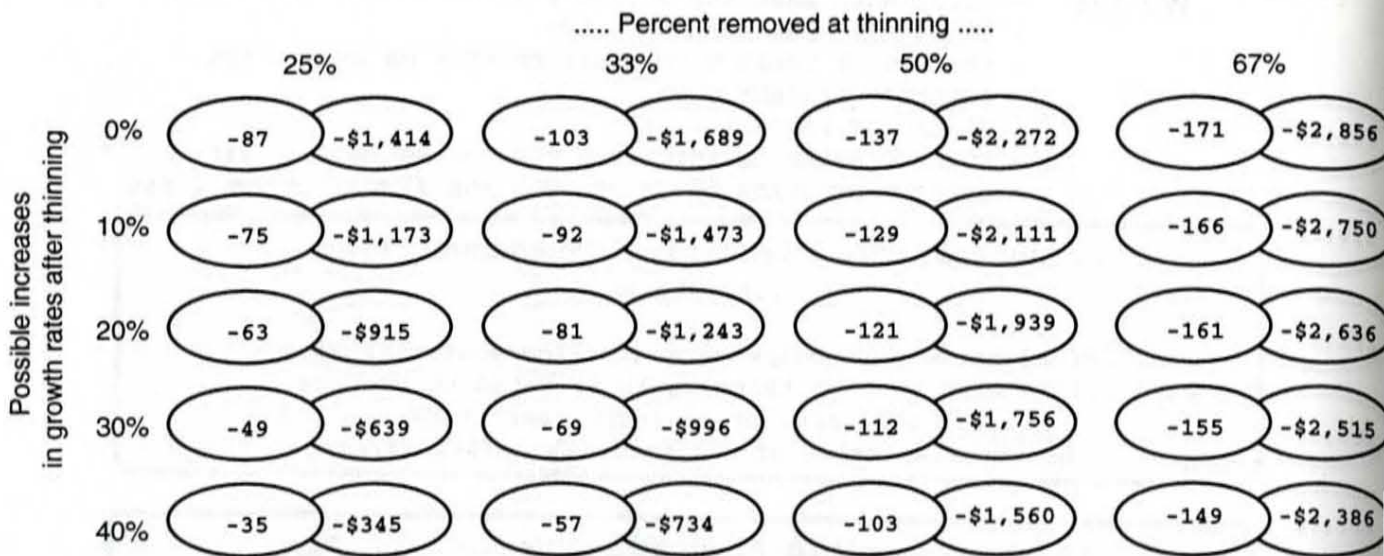 ..... Percent removed at thinning .....
25% 33% 50% 67%
Possible increases
in growth rates after thinning
0% -87 -$1,414 -103 -$1,689 -137 -$2,272 -171 -$2,856
10% -75 -$1,173 -92 -$1,473 -129 -$2,111 -166 -$2,750
20% -63 -$915 -81 -$1,243 -121 -$1,939 -161 -$2,636
30% -49 -$639 -69 -$996 -112 -$1,756 -155 -$2,515
40% -35 -$345 -57 -$734 -103 -$1,560 -149 -$2,386